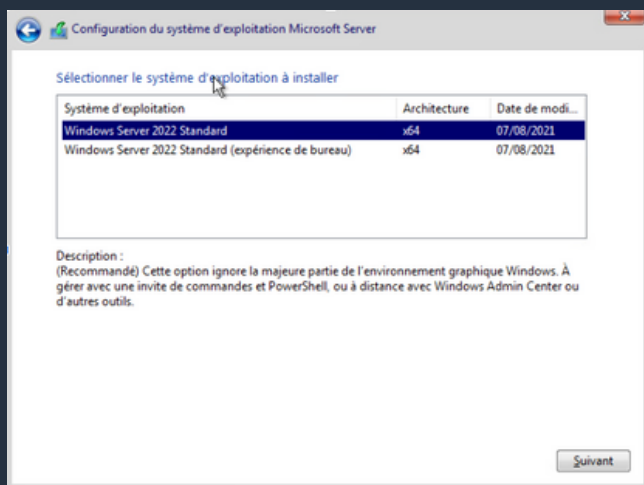 Configuration du système d'exploitation Microsoft Server
Sélectionner le système d'exploitation à installer
Système d'exploitation Architecture Date de modi...
Windows Server 2022 Standard x64 07/08/2021
Windows Server 2022 Standard (expérience de bureau) x64 07/08/2021
Description :
(Recommandé) Cette option ignore la majeure partie de l'environnement graphique Windows. À
gérer avec une invite de commandes et PowerShell, ou à distance avec Windows Admin Center ou
d'autres outils.
Suivant